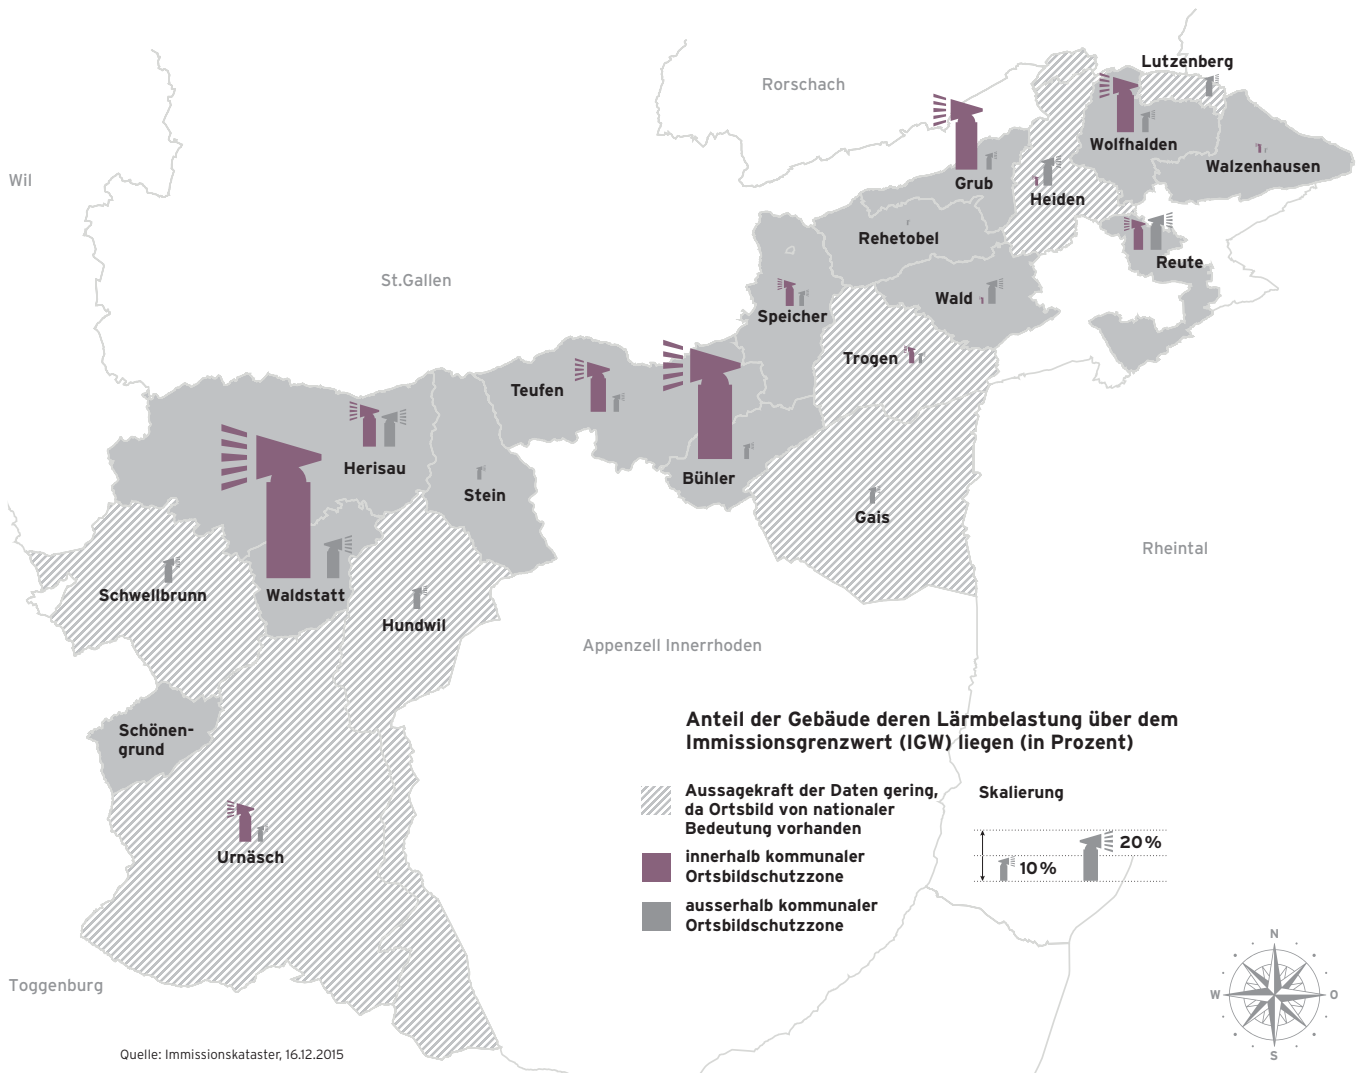 Lutzenberg
Rorschach
Wolfhalden
Walzenhausen
Wil
Grub
Heiden
Rehetobel
Reute
St.Gallen
Wald
Speicher
Trogen
Teufen
Herisau
Stein
Bühler
Gais
Rheintal
Schwellbrunn
Waldstatt
Hundwil
Appenzell Innerrhoden
Schönen-
grund
Urnäsch
Toggenburg
Anteil der Gebäude deren Lärmbelastung über dem
Immissionsgrenzwert (IGW) liegen (in Prozent)
Aussagekraft der Daten gering,
da Ortsbild von nationaler
Bedeutung vorhanden
innerhalb kommunaler
Ortsbildschutzzone
ausserhalb kommunaler
Ortsbildschutzzone
Skalierung
20%
10%
N
W
O
S
Quelle: Immissionskataster, 16.12.2015